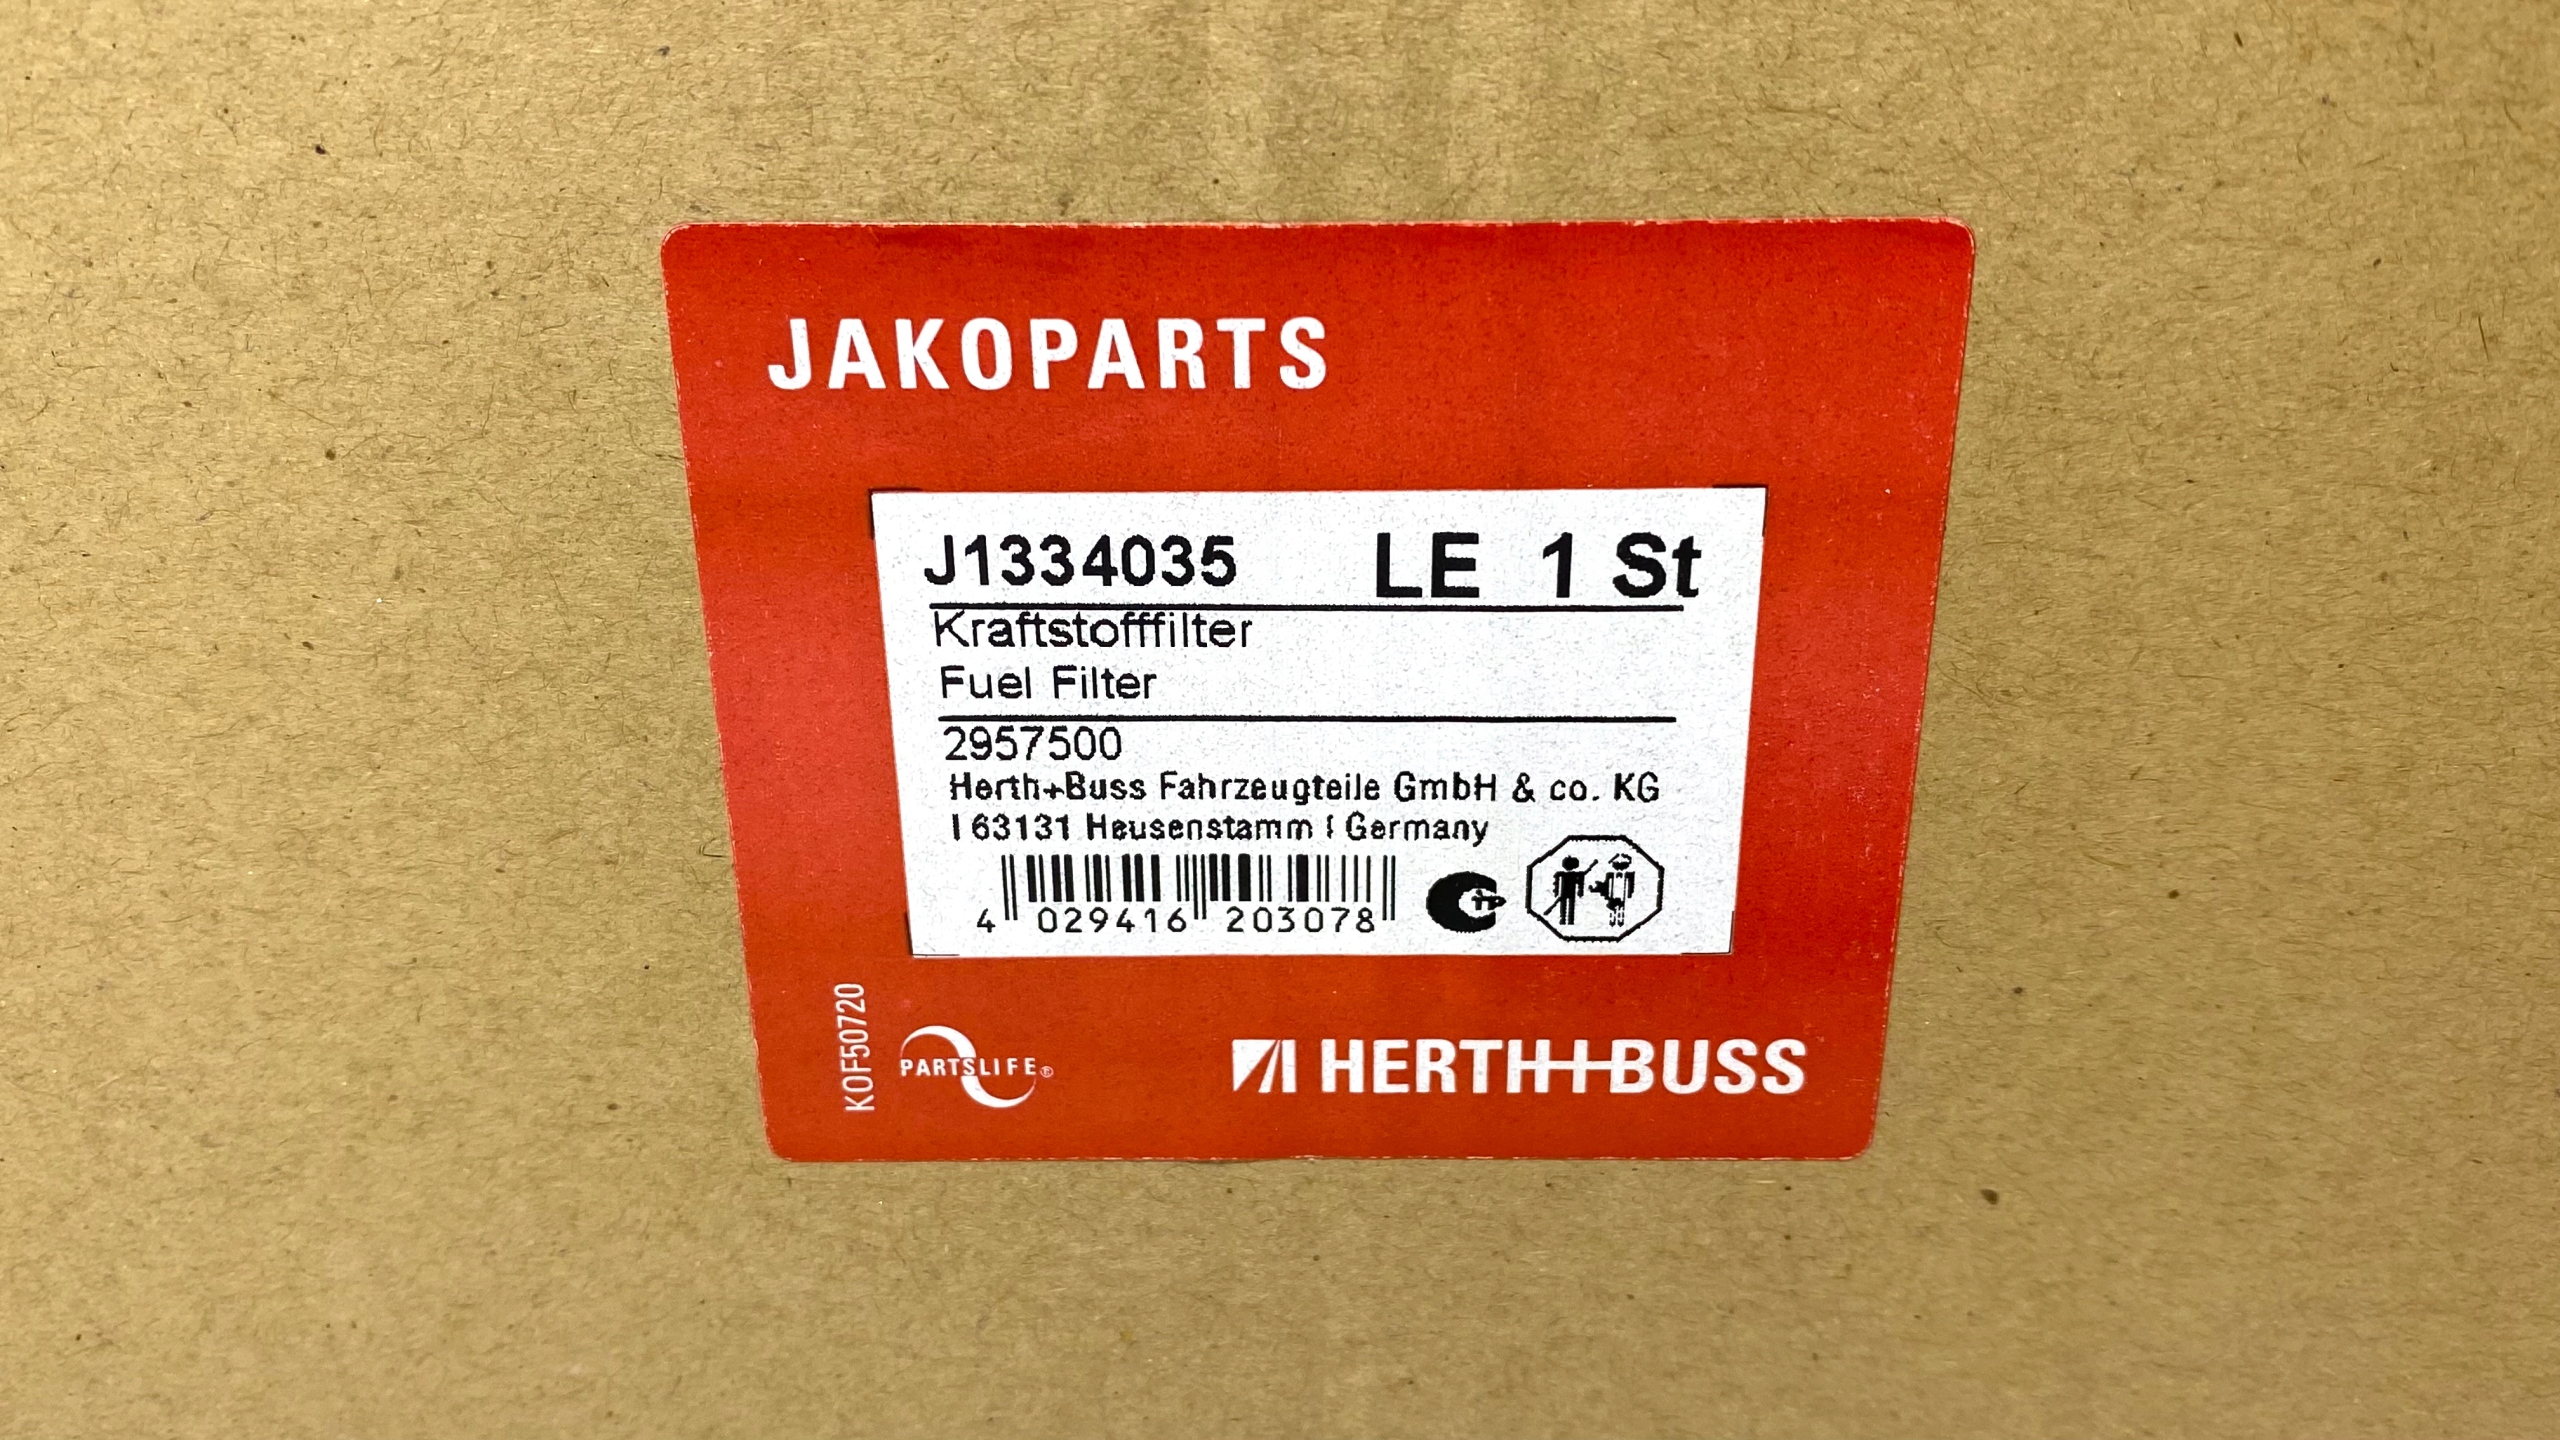 JAKOPARTS
J1334035 LE 1 St
Kraftstofffilter
Fuel Filter
2957500
Herth+Buss Fahrzeugteile GmbH & co. KG
| 63131 Heusenstamm | Germany
4 029416 203078
KOF50720
PARTSLIFE®
HERTH+BUSS